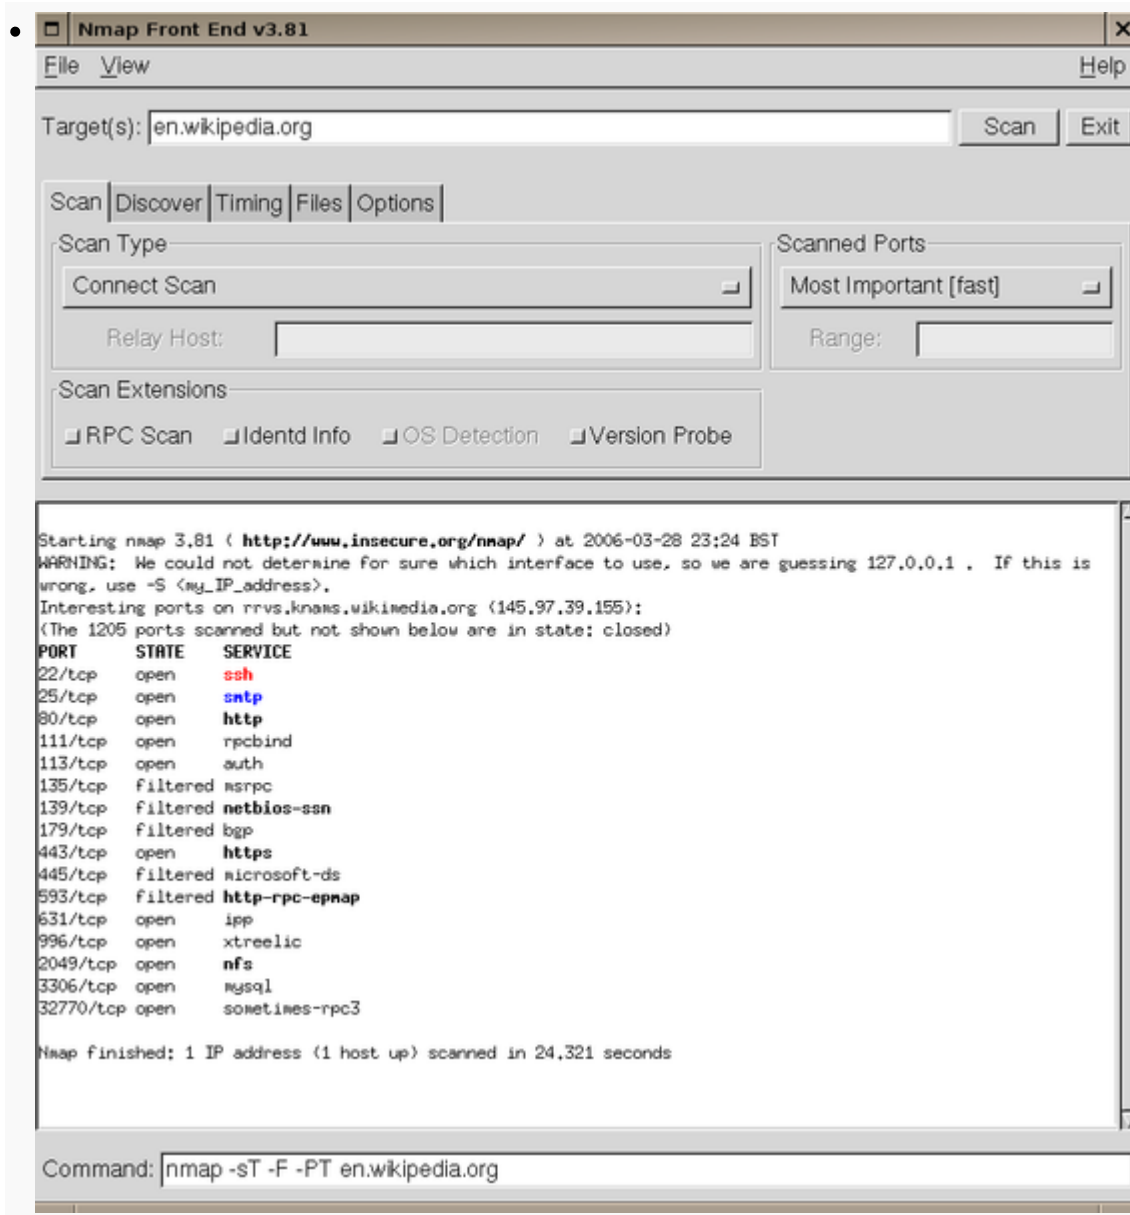 Nmap Front End v3.81
File View Help
Target(s): en.wikipedia.org Scan Exit
Scan Discover Timing Files Options
Scan Type Scanned Ports
Connect Scan Most Important [fast]
Relay Host: Range:
Scan Extensions
RPC Scan Identd Info OS Detection Version Probe
Starting nmap 3.81 ( http://www.insecure.org/nmap/ ) at 2006-03-28 23:24 BST
WARNING: We could not determine for sure which interface to use, so we are guessing 127.0.0.1 . If this is
wrong, use -S <my_IP_address>.
Interesting ports on rrvs.knams.wikimedia.org (145.97.39.155):
(The 1205 ports scanned but not shown below are in state: closed)
PORT STATE SERVICE
22/tcp open ssh
25/tcp open smtp
80/tcp open http
111/tcp open rpcbind
113/tcp open auth
135/tcp filtered msrpc
139/tcp filtered netbios-ssn
179/tcp filtered bgp
443/tcp open https
445/tcp filtered microsoft-ds
593/tcp filtered http-rpc-epmap
631/tcp open ipp
996/tcp open xtreelic
2049/tcp open nfs
3306/tcp open mysql
32770/tcp open sometimes-rpc3
Nmap finished: 1 IP address (1 host up) scanned in 24.321 seconds
Command: nmap -sT -F -PT en.wikipedia.org